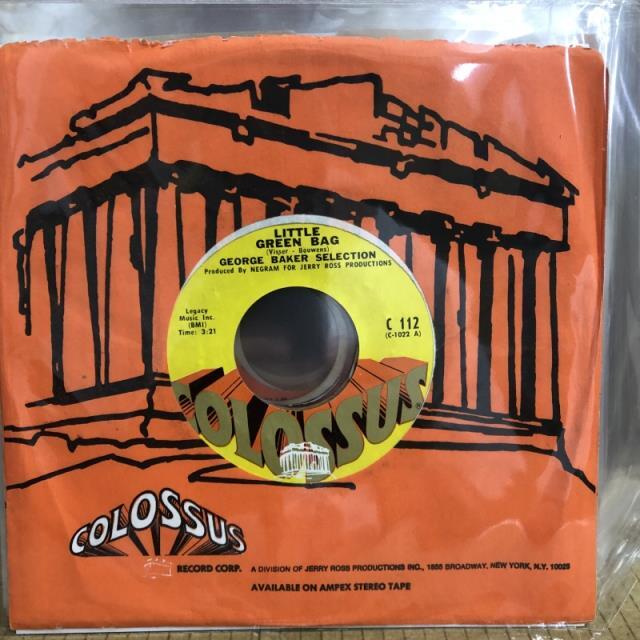 LITTLE
GREEN BAG
(Visser - Bouwens)
GEORGE BAKER SELECTION
Produced By NEGRAM FOR JERRY ROSS PRODUCTIONS
Legacy
Music Inc.
(BMI)
Time: 3:21
C 112
(C-1022 A)
COLOSSUS
®
COLOSSUS
RECORD CORP. A DIVISION OF JERRY ROSS PRODUCTIONS INC., 1855 BROADWAY, NEW YORK, N.Y. 10023
AVAILABLE ON AMPEX STEREO TAPE